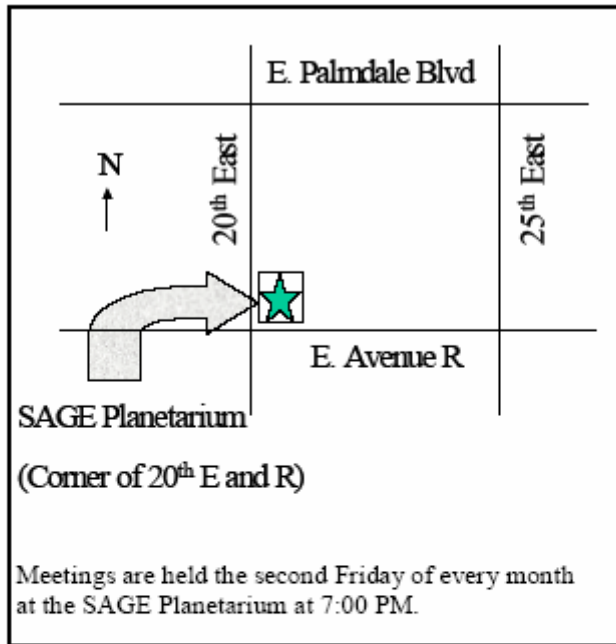 E. Palmdale Blvd
N
20th East
25th East
E. Avenue R
SAGE Planetarium
(Corner of 20th E and R)
Meetings are held the second Friday of every month
at the SAGE Planetarium at 7:00 PM.